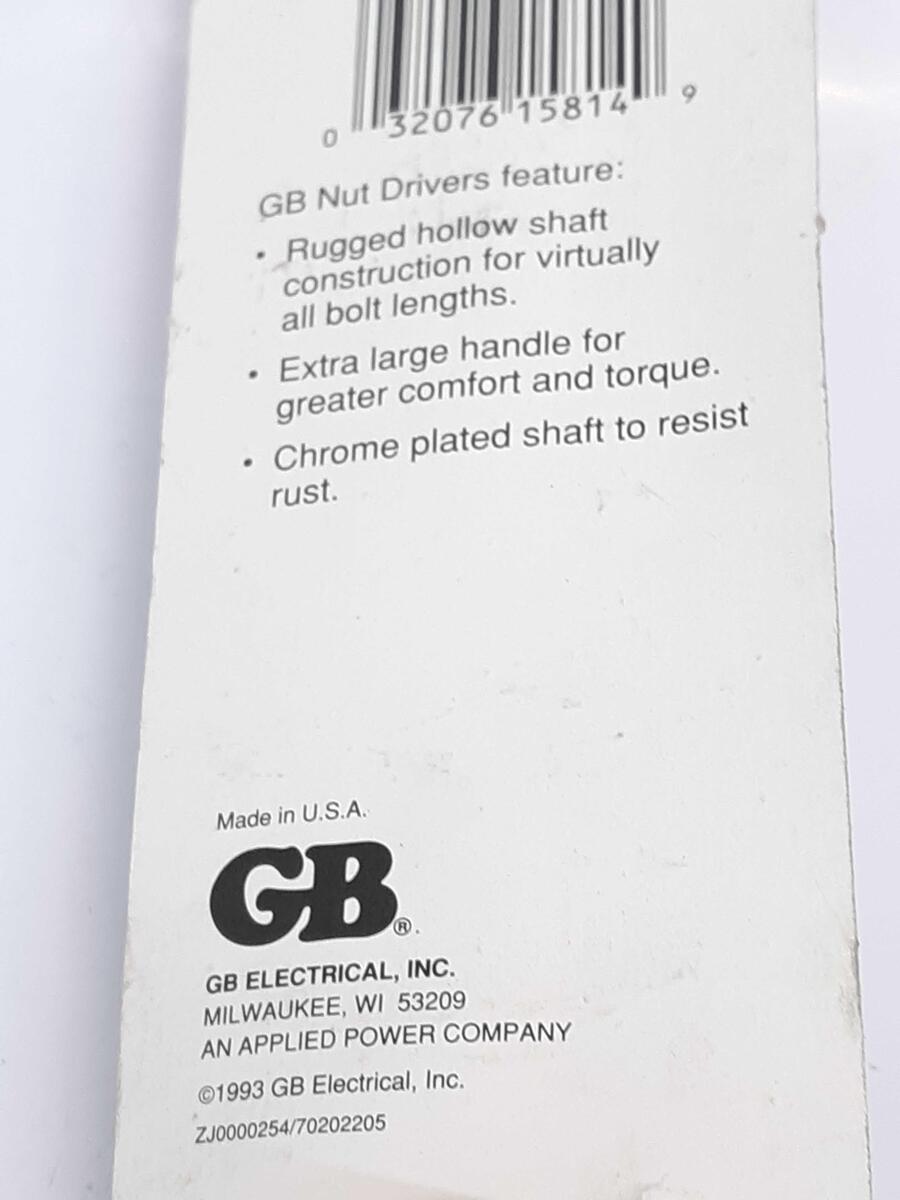 0 32076 15814 9
GB Nut Drivers feature:
• Rugged hollow shaft
construction for virtually
all bolt lengths.
• Extra large handle for
greater comfort and torque.
• Chrome plated shaft to resist
rust.
Made in U.S.A.
GB®.
GB ELECTRICAL, INC.
MILWAUKEE, WI 53209
AN APPLIED POWER COMPANY
©1993 GB Electrical, Inc.
ZJ0000254/70202205